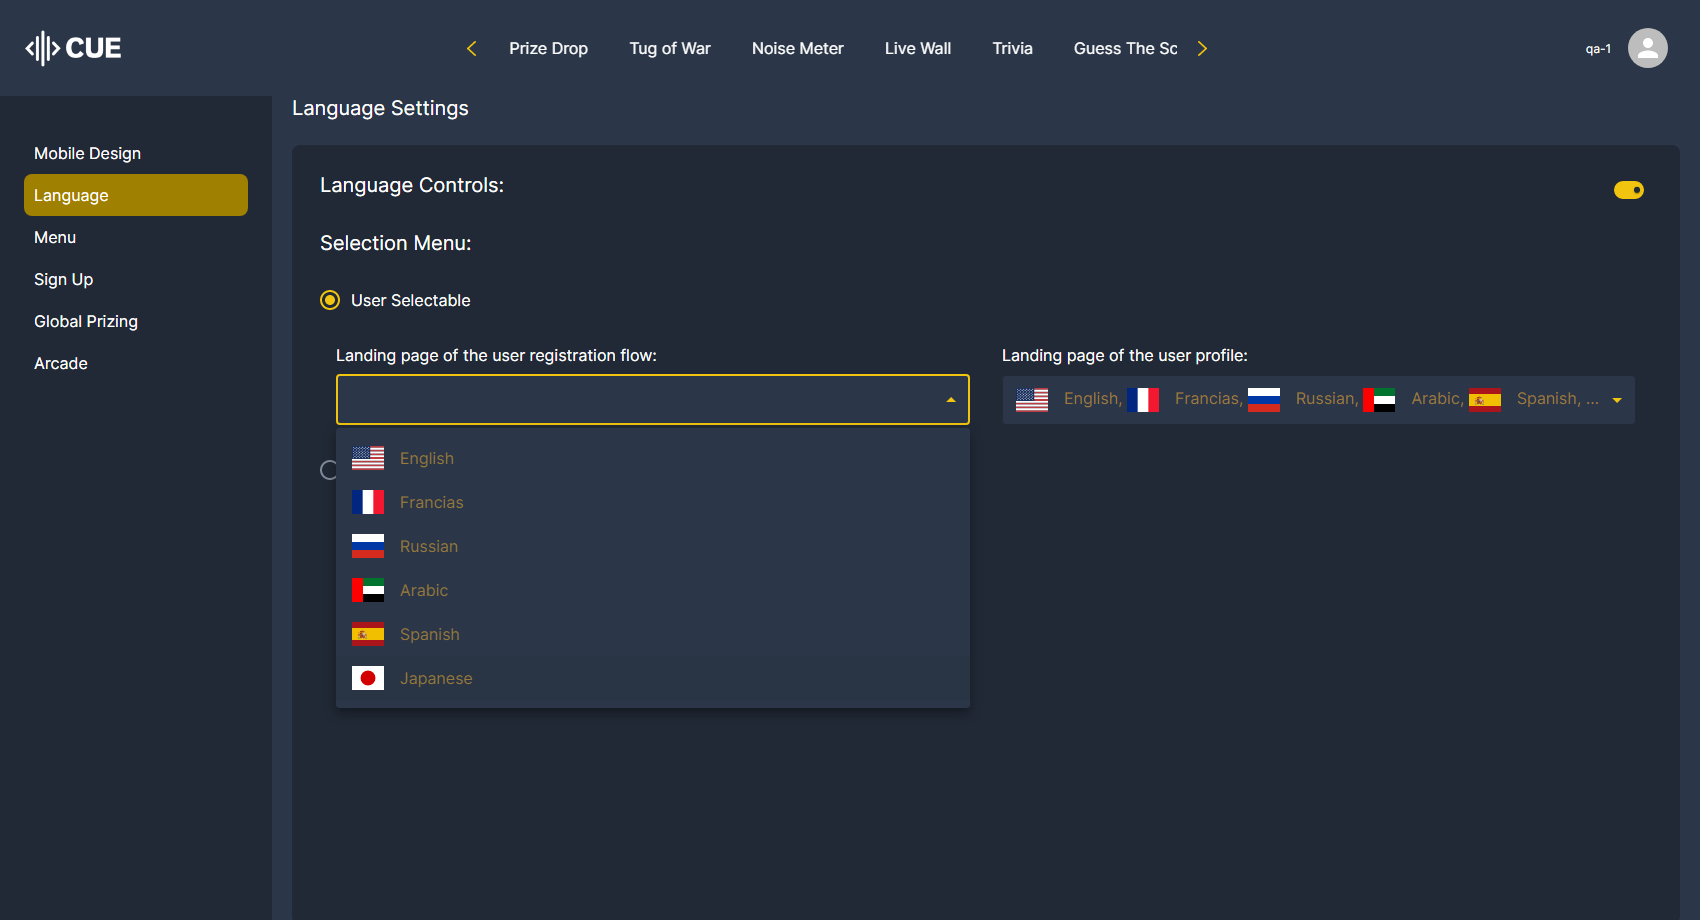 CUE
Prize Drop
Tug of War
Noise Meter
Live Wall
Trivia
Guess The Sc
qa-1
Mobile Design
Language
Menu
Sign Up
Global Prizing
Arcade
Language Settings
Language Controls:
Selection Menu:
User Selectable
Landing page of the user registration flow:
English
Francias
Russian
Arabic
Spanish
Japanese
Landing page of the user profile:
English, Francias, Russian, Arabic, Spanish, ...